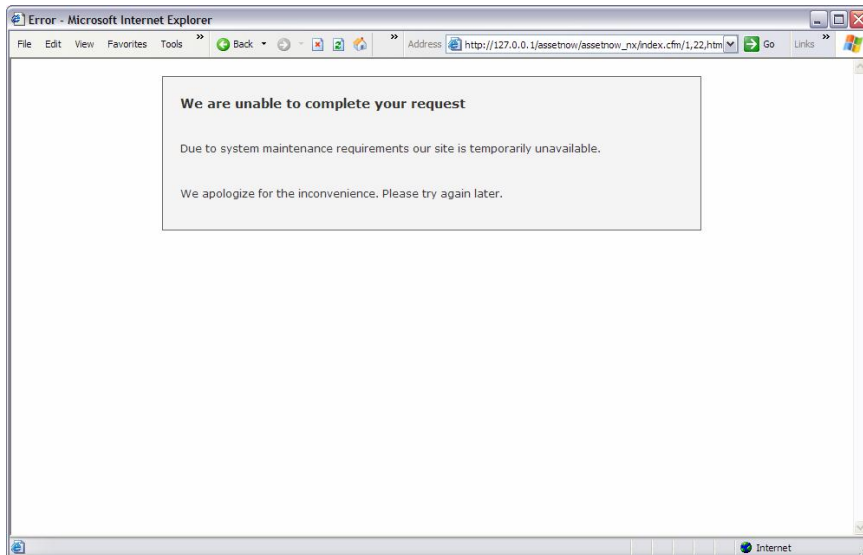 Error - Microsoft Internet Explorer
File Edit View Favorites Tools » Back » Address http://127.0.0.1/assetnow/assetnow_nx/index.cfm/1,22,htm Go Links »
We are unable to complete your request
Due to system maintenance requirements our site is temporarily unavailable.
We apologize for the inconvenience. Please try again later.
Internet